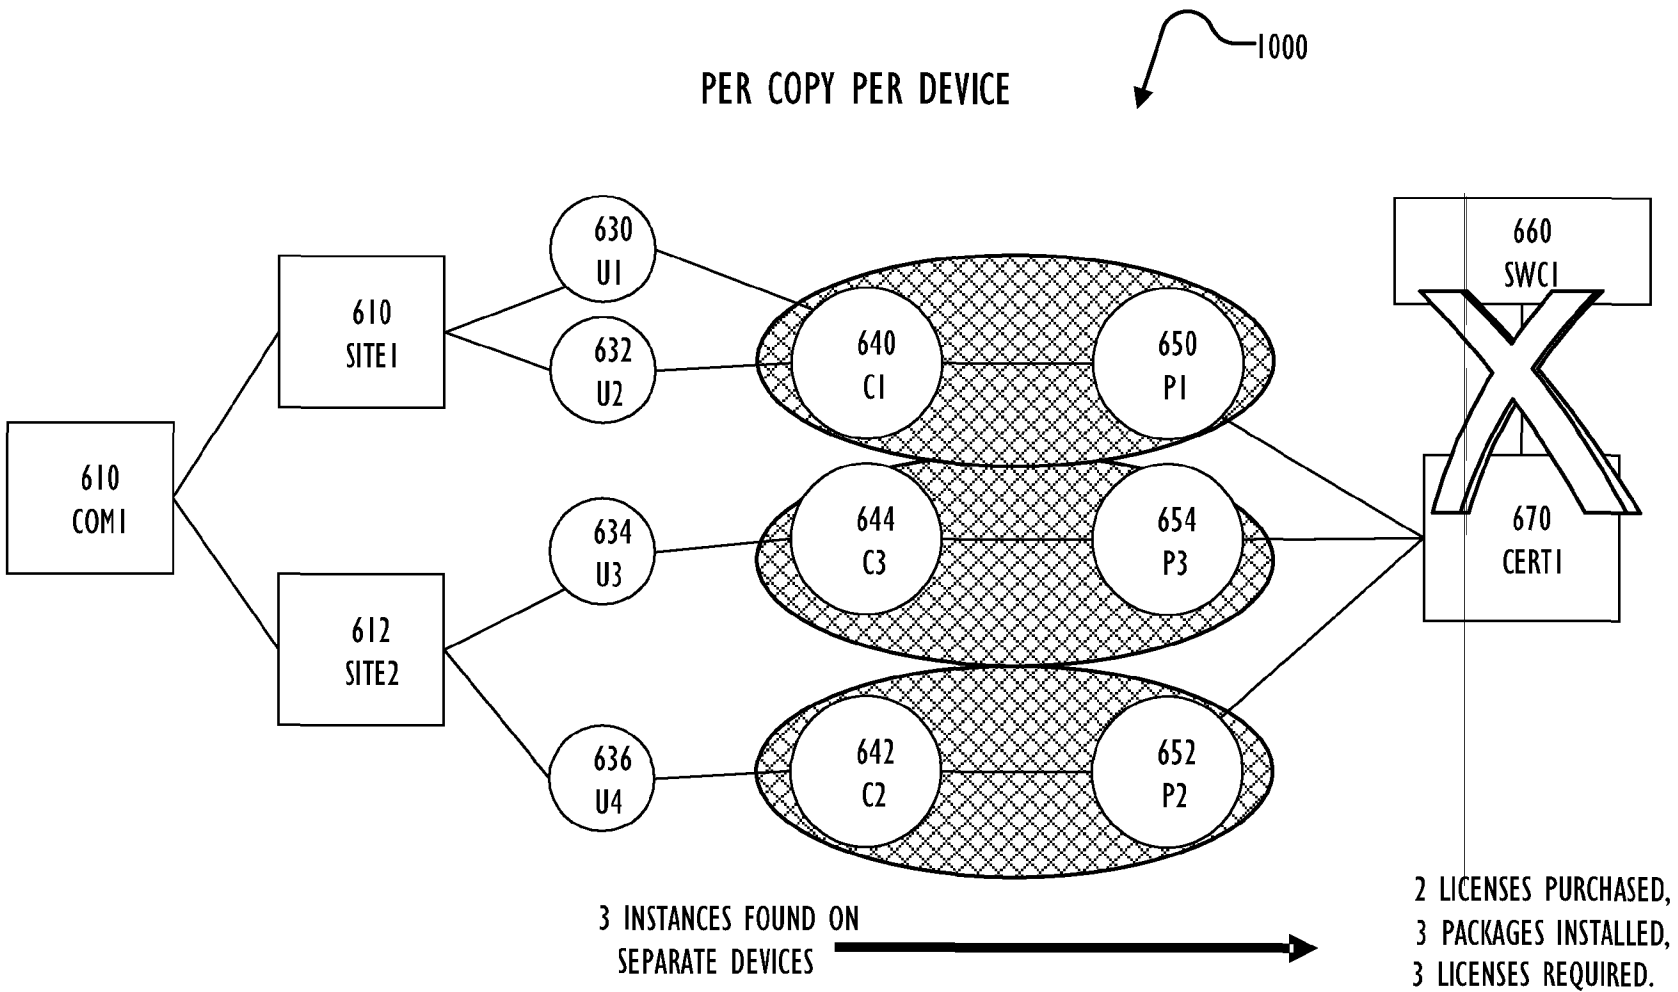 1000
PER COPY PER DEVICE
630
U1
660
SWC1
610
SITE1
632
U2
640
C1
650
P1
610
COM1
634
U3
644
C3
654
P3
670
CERT1
612
SITE2
636
U4
642
C2
652
P2
3 INSTANCES FOUND ON
SEPARATE DEVICES
2 LICENSES PURCHASED,
3 PACKAGES INSTALLED,
3 LICENSES REQUIRED.